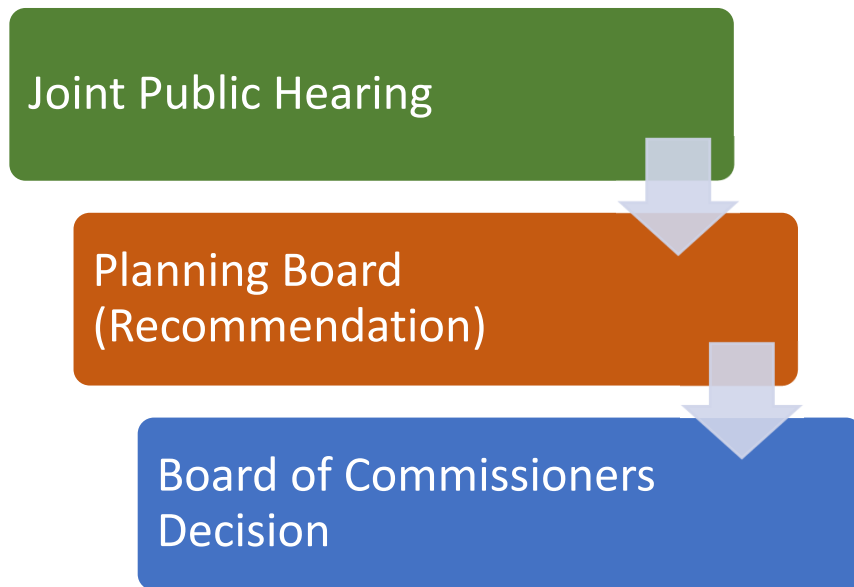 Joint Public Hearing
Planning Board
(Recommendation)
Board of Commissioners
Decision